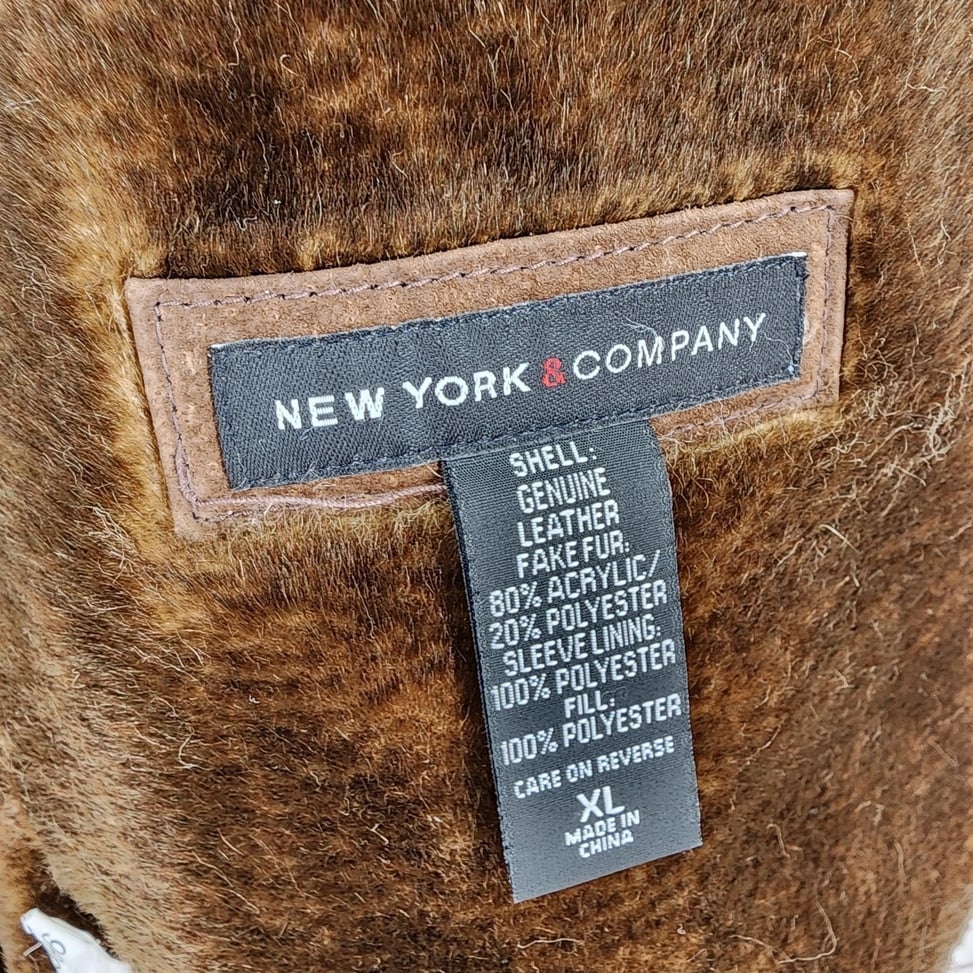 NEW YORK & COMPANY
SHELL:
GENUINE
LEATHER
FAKE FUR:
80% ACRYLIC/
20% POLYESTER
SLEEVE LINING:
100% POLYESTER
FILL:
100% POLYESTER
CARE ON REVERSE
XL
MADE IN
CHINA